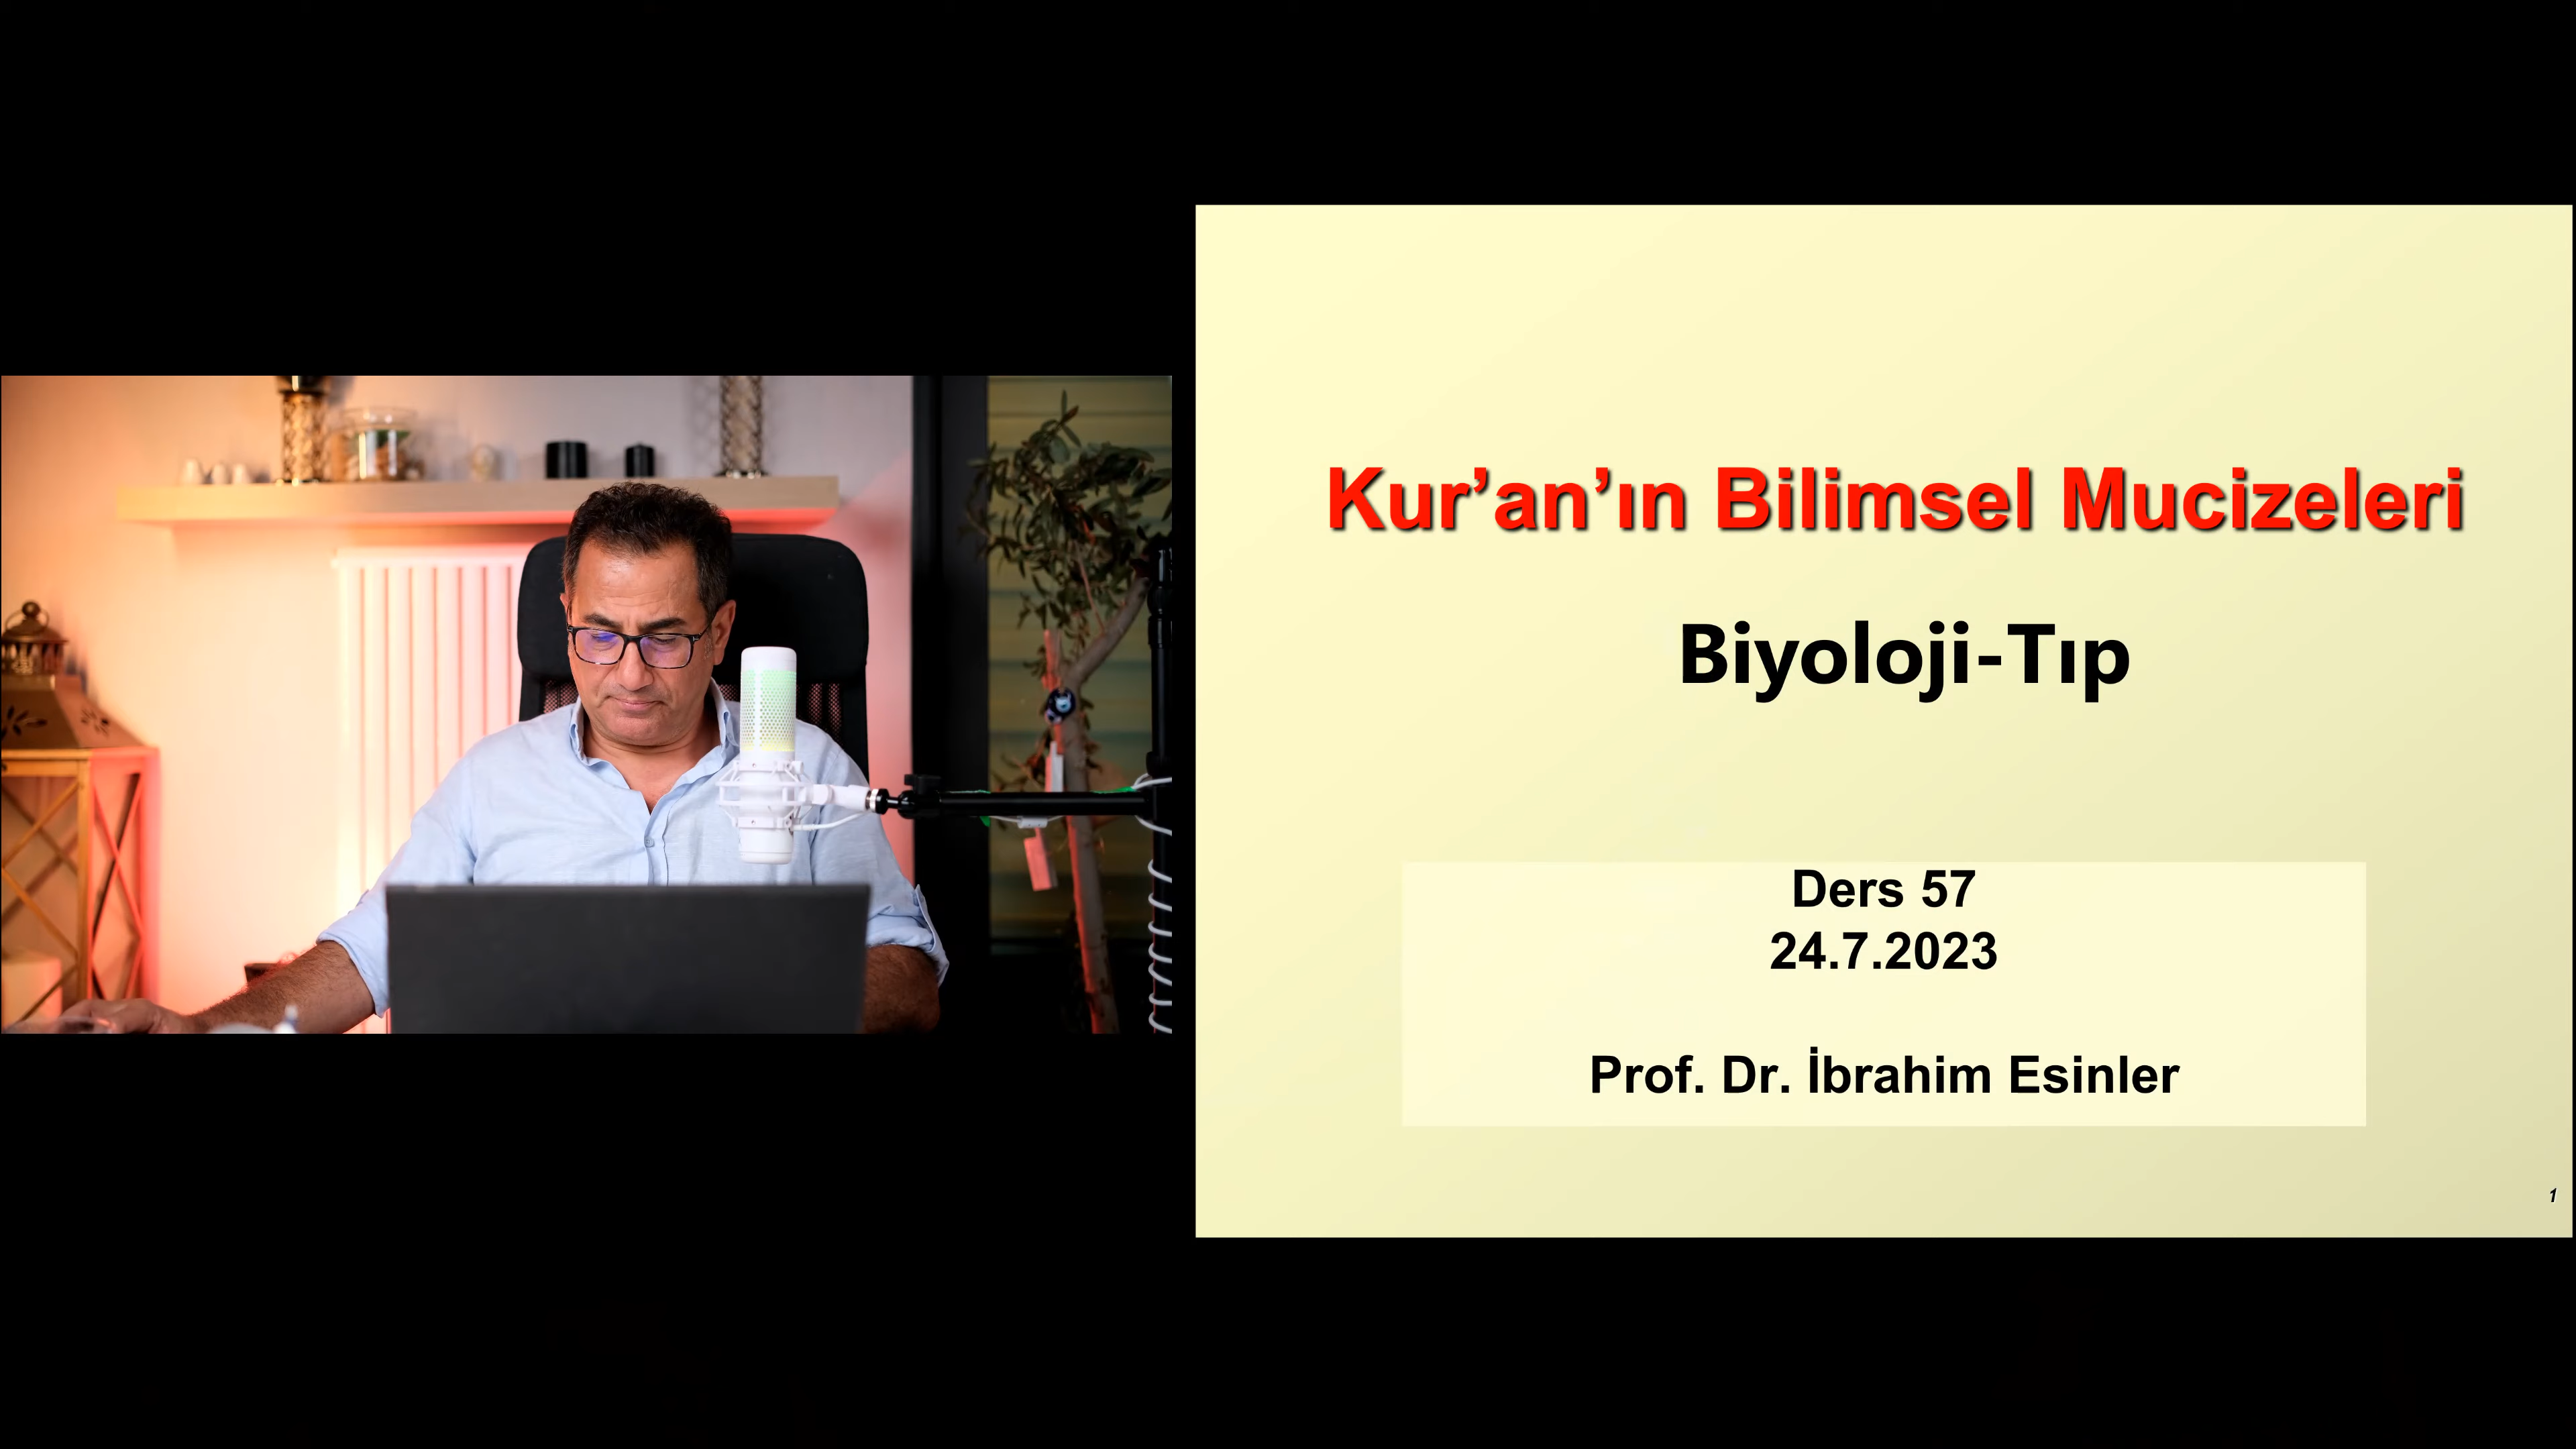 Kur’an’ın Bilimsel Mucizeleri
Biyoloji-Tıp
Ders 57
24.7.2023
Prof. Dr. İbrahim Esinler
1